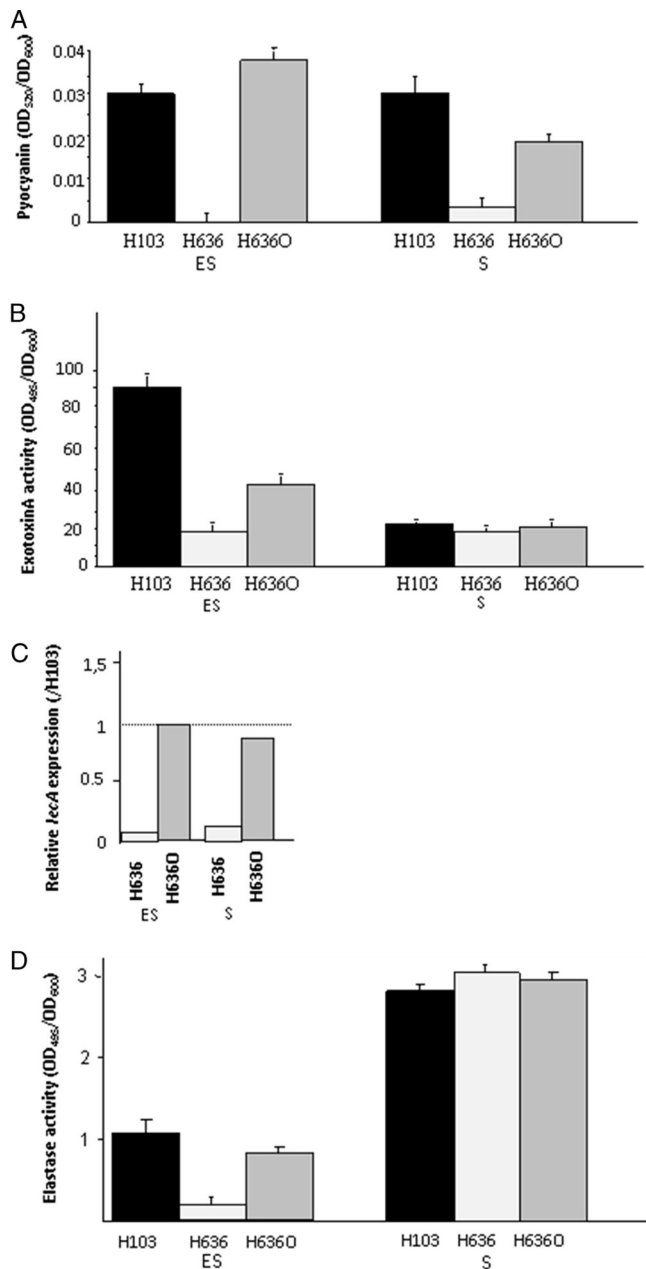 A
Pyocyanin (OD520/OD600)
0.04
0.03
0.02
0.01
0
H103 H636 H636O H103 H636 H636O
ES S
B
ExotoxinA activity (OD485/OD600)
100
80
60
40
20
0
H103 H636 H636O H103 H636 H636O
ES S
C
Relative lecA expression (/H103)
1,5
1
0.5
0
H636 H636O H636 H636O
ES S
D
Elastase activity (OD495/OD600)
3
2
1
H103 H636 H636O H103 H636 H636O
ES S